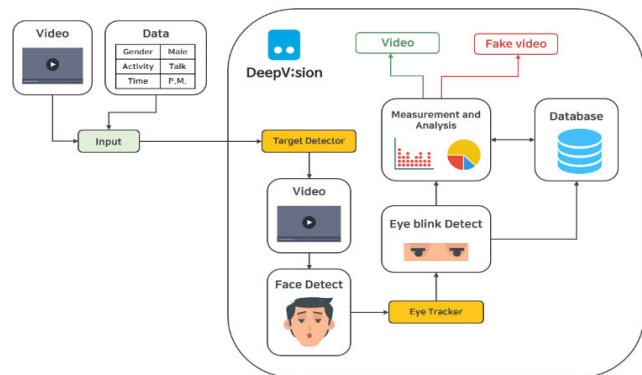 Video
Data
Gender Male
Activity Talk
Time P.M.
Input
DeepV;sion
Video
Fake video
Target Detector
Measurement and
Analysis
Database
Video
Eye blink Detect
Face Detect
Eye Tracker